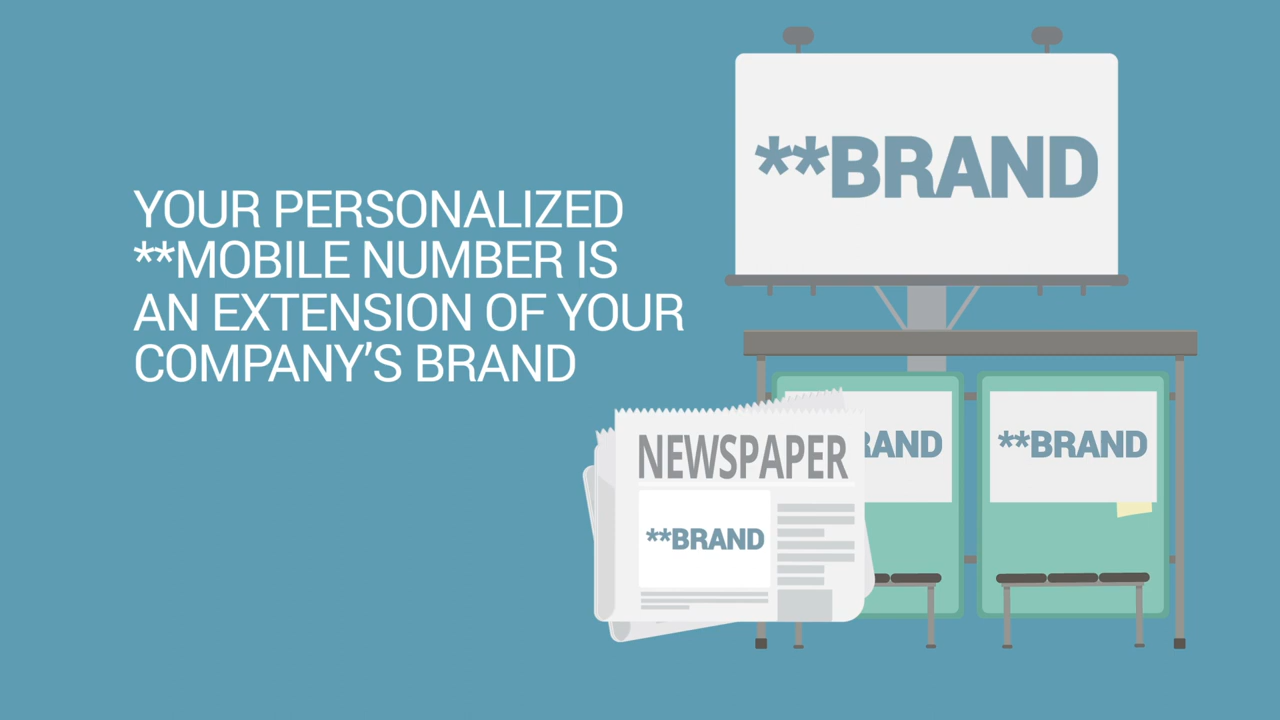 YOUR PERSONALIZED
**MOBILE NUMBER IS
AN EXTENSION OF YOUR
COMPANY'S BRAND
**BRAND
RAND
**BRAND
NEWSPAPER
**BRAND